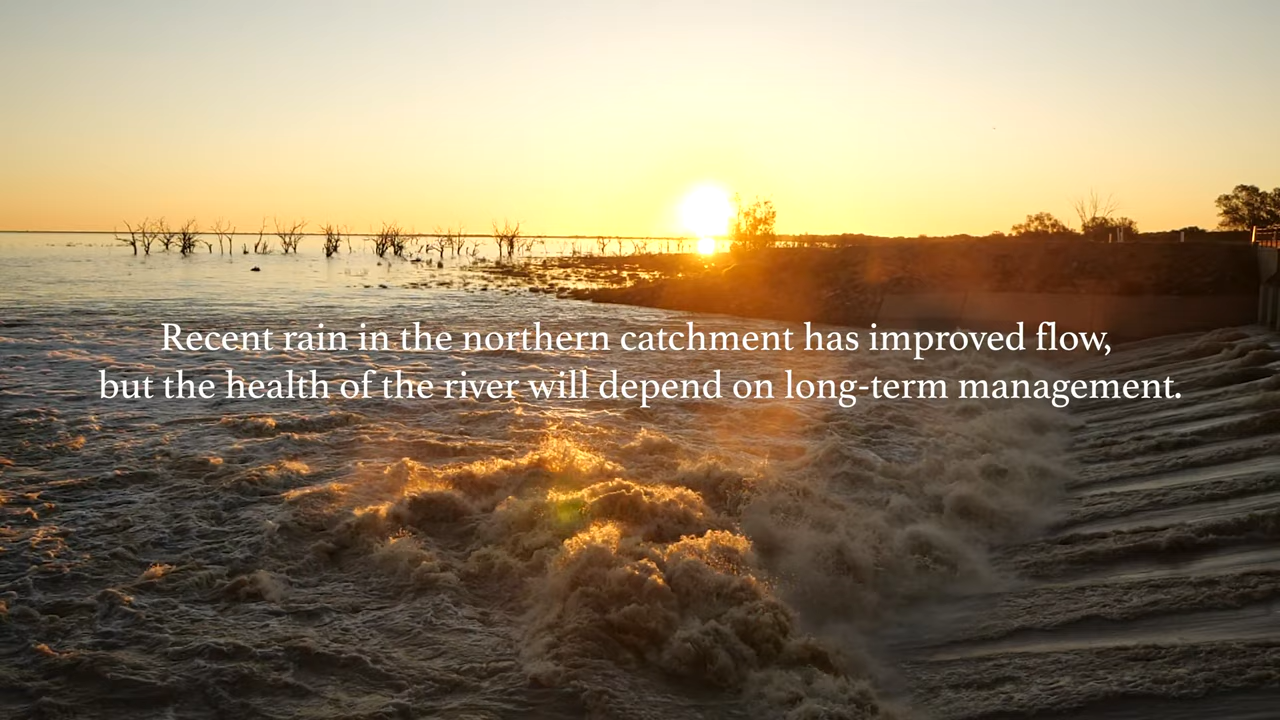 Recent rain in the northern catchment has improved flow,
but the health of the river will depend on long-term management.